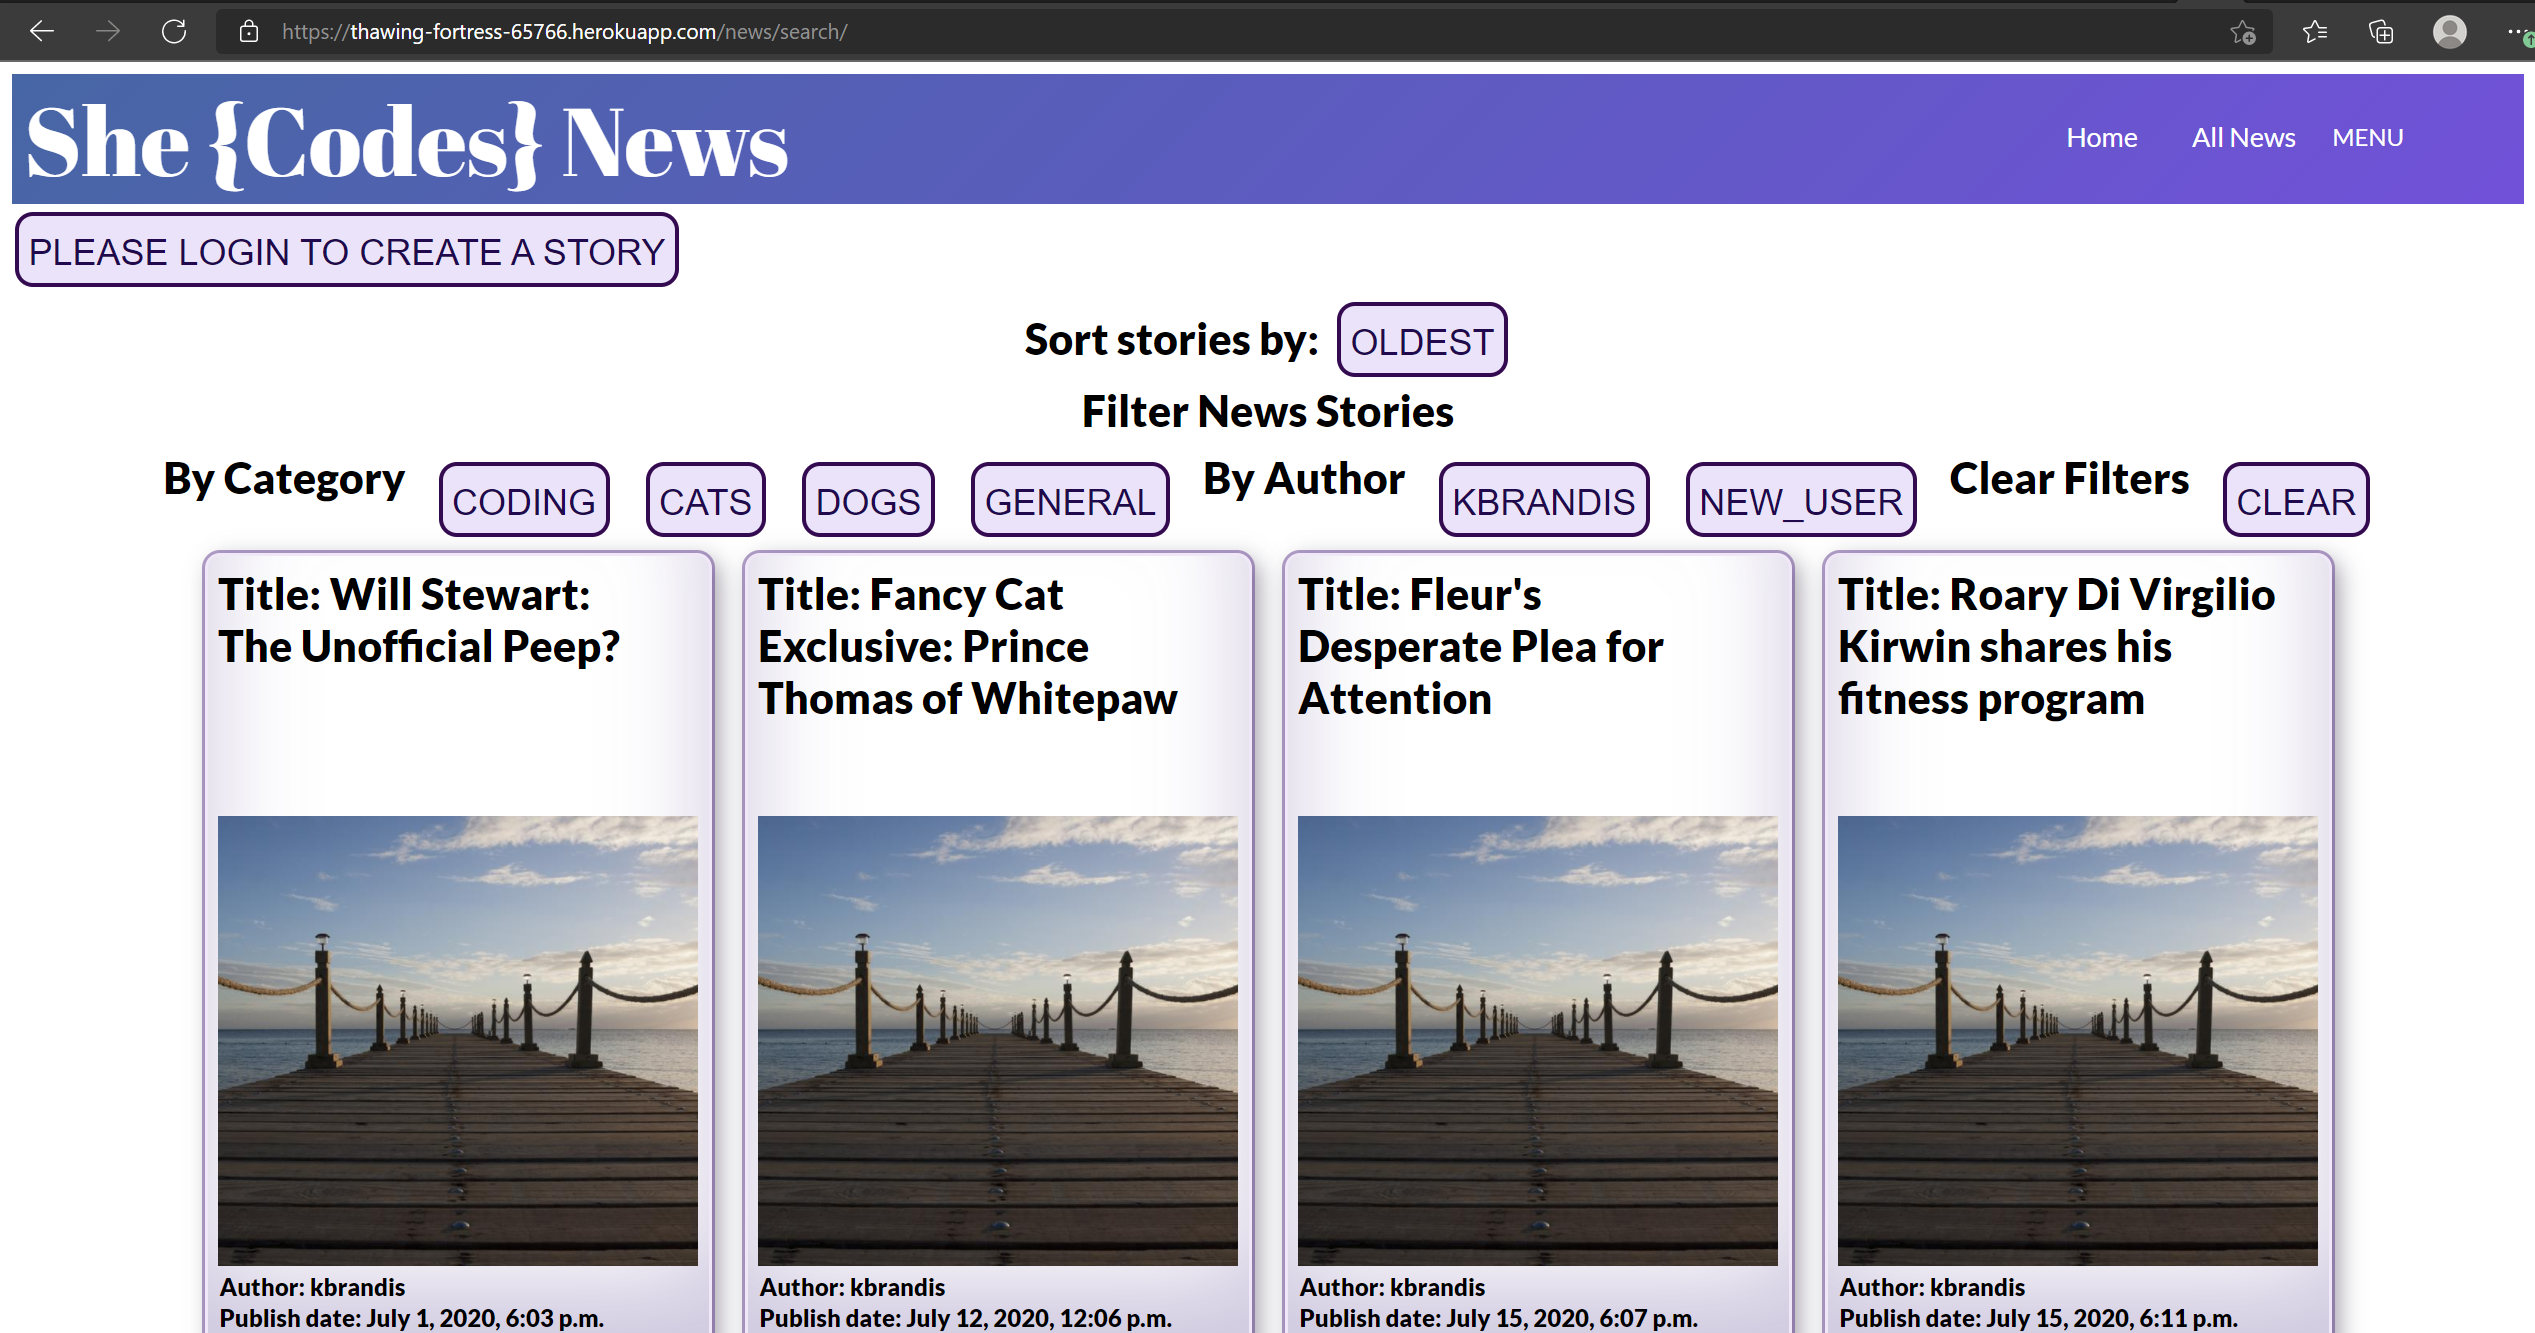 https://thawing-fortress-65766.herokuapp.com/news/search/
She {Codes} News
Home All News MENU
PLEASE LOGIN TO CREATE A STORY
Sort stories by: OLDEST
Filter News Stories
By Category CODING CATS DOGS GENERAL By Author KBRANDIS NEW_USER Clear Filters CLEAR
Title: Will Stewart:
The Unofficial Peep?
Author: kbrandis
Publish date: July 1, 2020, 6:03 p.m.
Title: Fancy Cat
Exclusive: Prince
Thomas of Whitepaw
Author: kbrandis
Publish date: July 12, 2020, 12:06 p.m.
Title: Fleur's
Desperate Plea for
Attention
Author: kbrandis
Publish date: July 15, 2020, 6:07 p.m.
Title: Roary Di Virgilio
Kirwin shares his
fitness program
Author: kbrandis
Publish date: July 15, 2020, 6:11 p.m.